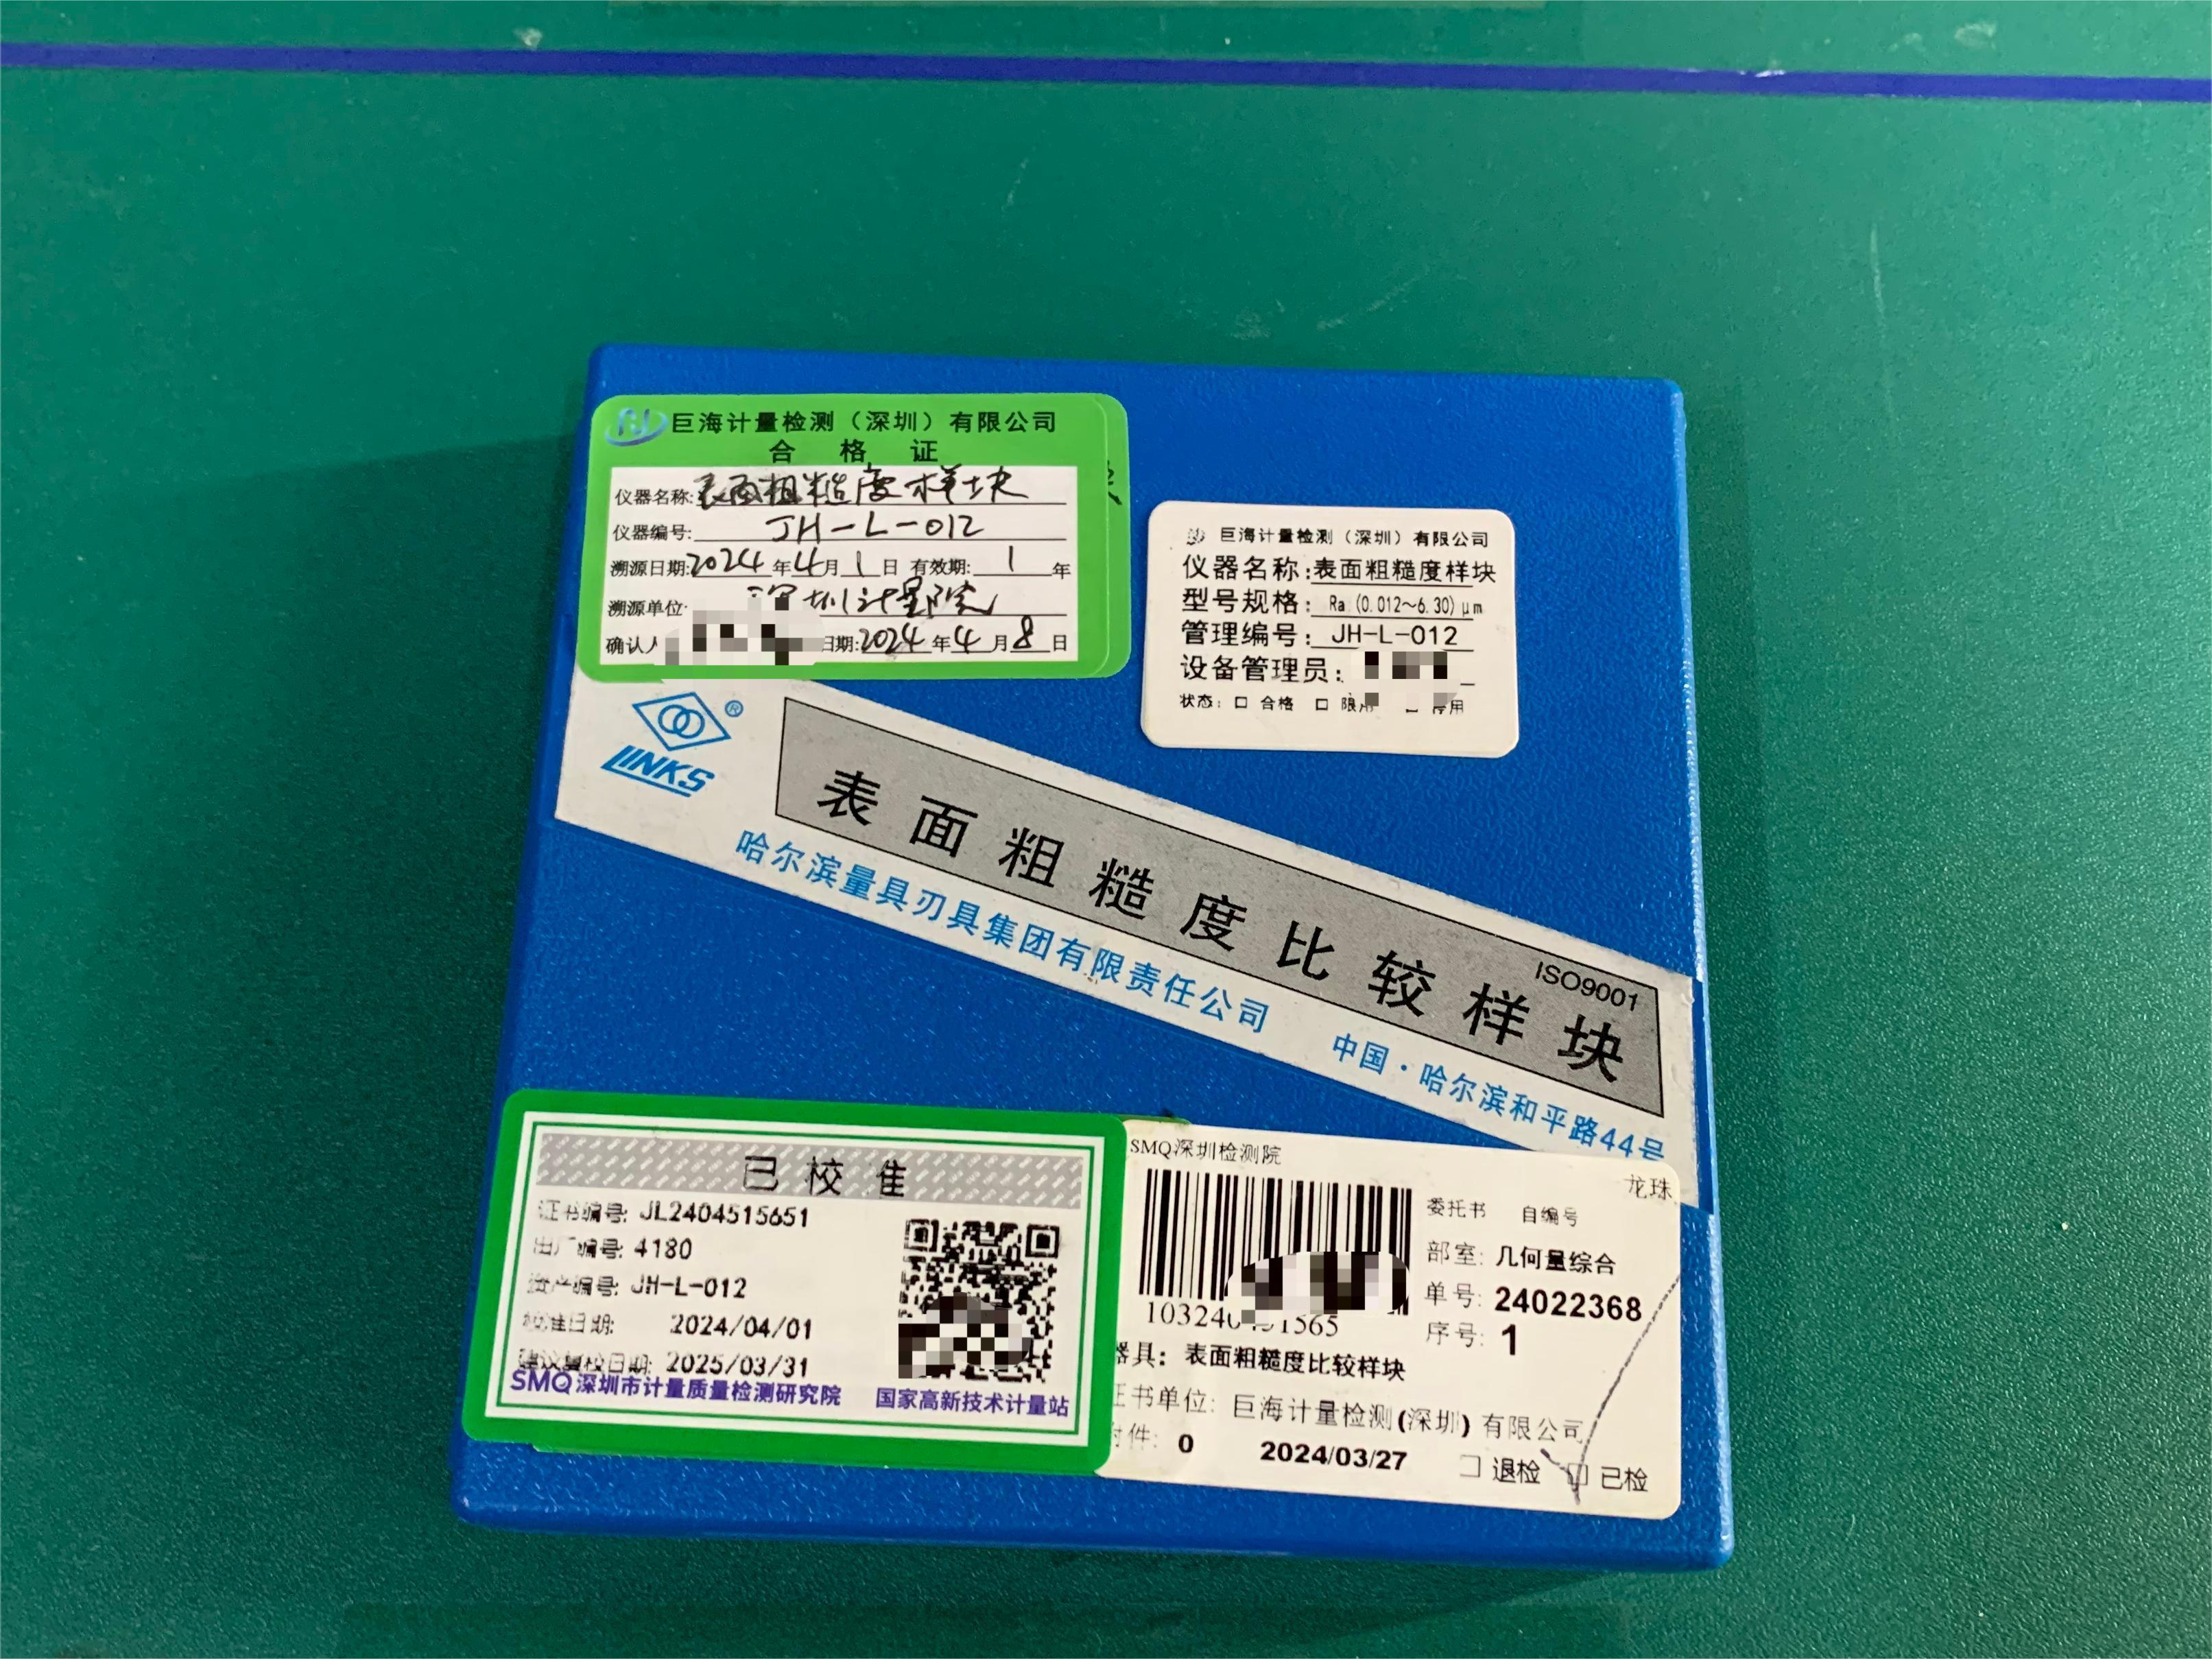 巨海计量检测（深圳）有限公司
合格证
仪器名称: 表面粗糙度样块
仪器编号: JH-L-012
溯源日期: 2024年4月1日 有效期: 1年
溯源单位: 深圳计量院
确认人
日期: 2024年4月8日
巨海计量检测（深圳）有限公司
仪器名称: 表面粗糙度样块
型号规格: Ra (0.012~6.30) μm
管理编号: JH-L-012
设备管理员:
状态: □ 合格 □ 限用
LINKS ®
表面粗糙度比较样块
ISO9001
哈尔滨量具刃具集团有限责任公司 中国·哈尔滨和平路44号
已校准
证书编号: JL2404515651
出厂编号: 4180
资产编号: JH-L-012
校准日期: 2024/04/01
建议复校日期: 2025/03/31
SMQ深圳市计量质量检测研究院 国家高新技术计量站
SMQ深圳检测院
龙珠
委托书 自编号
部室: 几何量综合
单号: 24022368
序号: 1
器具: 表面粗糙度比较样块
证书单位: 巨海计量检测(深圳)有限公司
附件: 0 2024/03/27 □ 退检 □ 已检